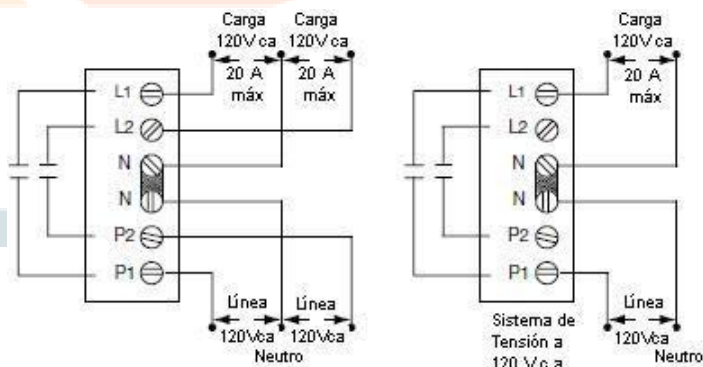 Carga Carga
120V ca 120V ca
20 A 20 A
máx máx
L1
L2
N
N
P2
P1
Línea Línea
120Vca 120Vca
Neutro
Carga
120V ca
20 A
máx
L1
L2
N
N
P2
P1
Línea
120Vca
Neutro
Sistema de
Tensión a
120 V c a